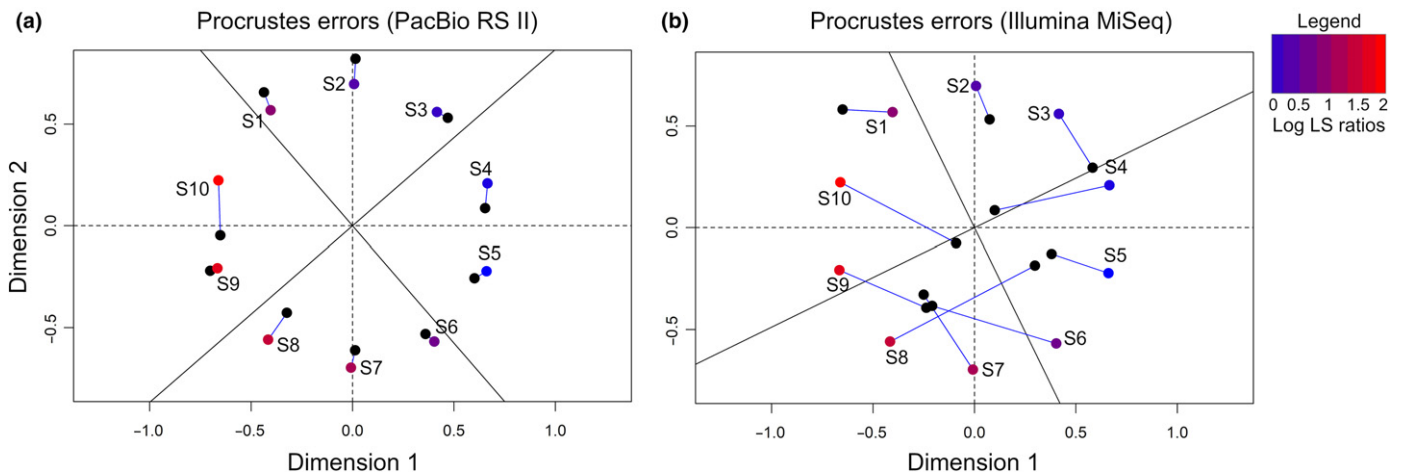 (a) Procrustes errors (PacBio RS II)
Dimension 2
0.5
0.0
−0.5
S1
S2
S3
S4
S5
S6
S7
S8
S9
S10
−1.0 −0.5 0.0 0.5 1.0
Dimension 1
(b) Procrustes errors (Illumina MiSeq)
0.5
0.0
−0.5
S1
S2
S3
S4
S5
S6
S7
S8
S9
S10
−1.0 −0.5 0.0 0.5 1.0
Dimension 1
Legend
0 0.5 1 1.5 2
Log LS ratios